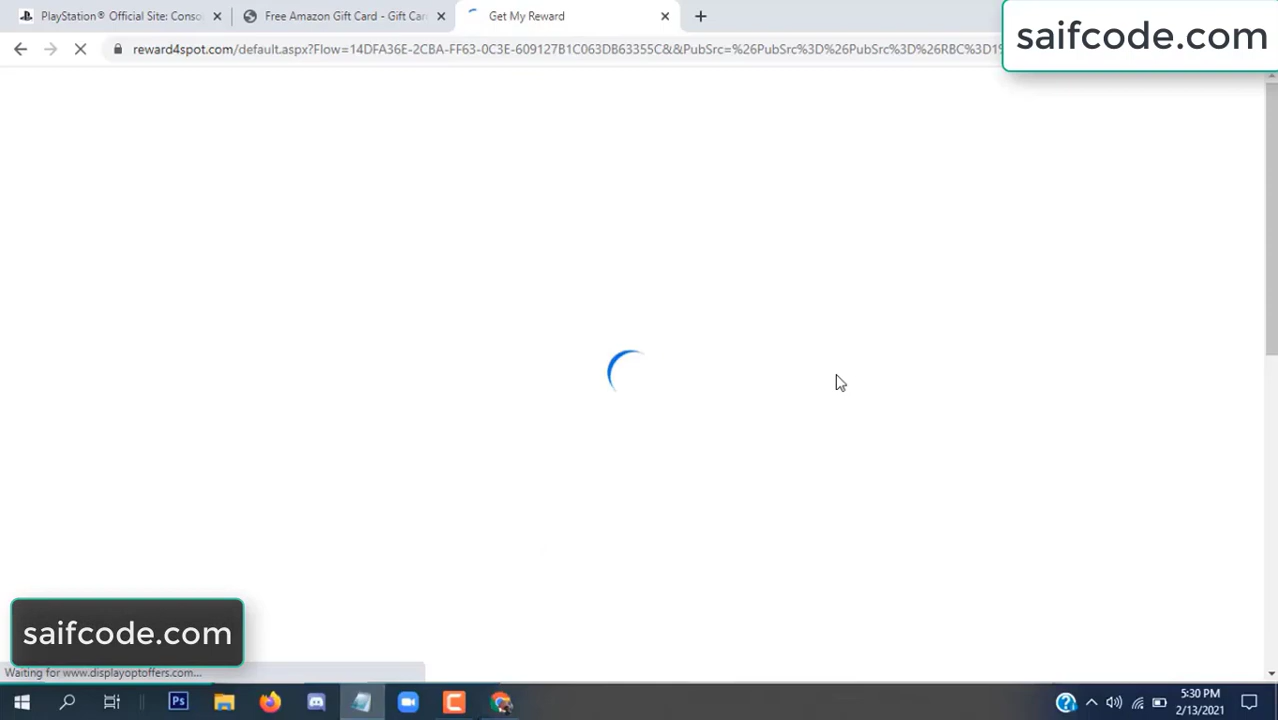 PlayStation® Official Site: Conso
Free Amazon Gift Card - Gift Car
Get My Reward
saifcode.com
reward4spot.com/default.aspx?Flow=14DFA36E-2CBA-FF63-0C3E-609127B1C063DB63355C&&PubSrc=%26PubSrc%3D%26PubSrc%3D%26RBC%3D1%
saifcode.com
Waiting for www.displayoptoffers.com...
Ps
5:30 PM
2/13/2021